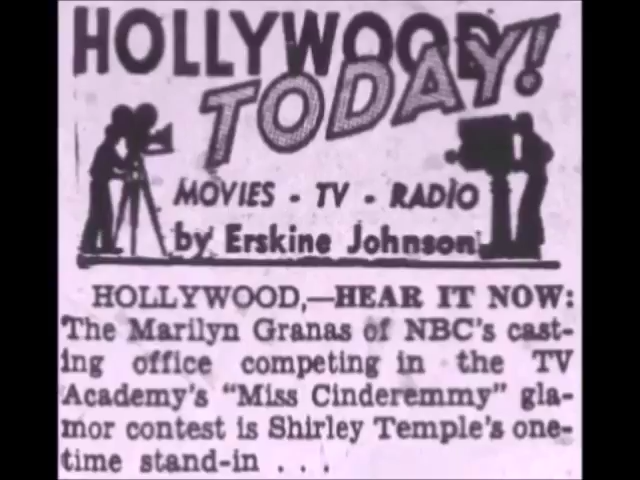 HOLLYWOOD
TODAY!
MOVIES - TV - RADIO
by Erskine Johnson
HOLLYWOOD,—HEAR IT NOW:
The Marilyn Granas of NBC's cast-
ing office competing in the TV
Academy's "Miss Cinderemmy" gla-
mor contest is Shirley Temple's one-
time stand-in . . .